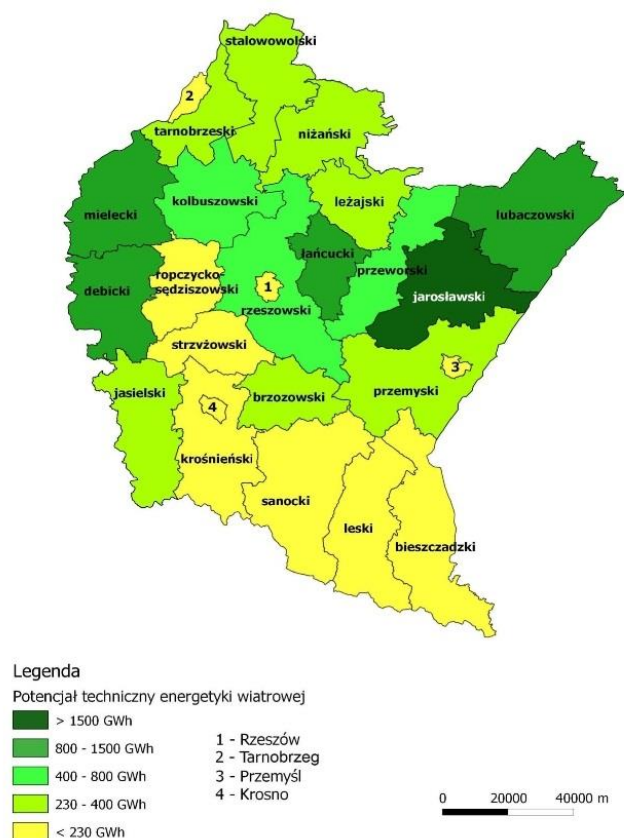 stalowowolski
2
tarnobrzeski
niżański
kolbuszowski
leżajski
mielecki
lubaczowski
łańcucki
ropczycko-
sędziszowski
przeworski
debicki
1
jarosławski
rzeszowski
strzyżowski
3
jasielski
brzozowski
przemyski
4
krośnieński
sanocki
leski
bieszczadzki
Legenda
Potencjał techniczny energetyki wiatrowej
> 1500 GWh
800 - 1500 GWh
400 - 800 GWh
230 - 400 GWh
< 230 GWh
1 - Rzeszów
2 - Tarnobrzeg
3 - Przemyśl
4 - Krosno
0 20000 40000 m